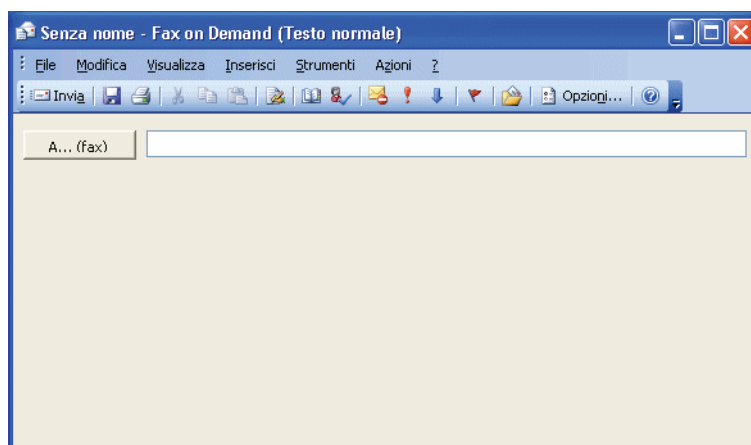 Senza nome - Fax on Demand (Testo normale)
File Modifica Visualizza Inserisci Strumenti Azioni ?
Invia Opzioni...
A... (fax)